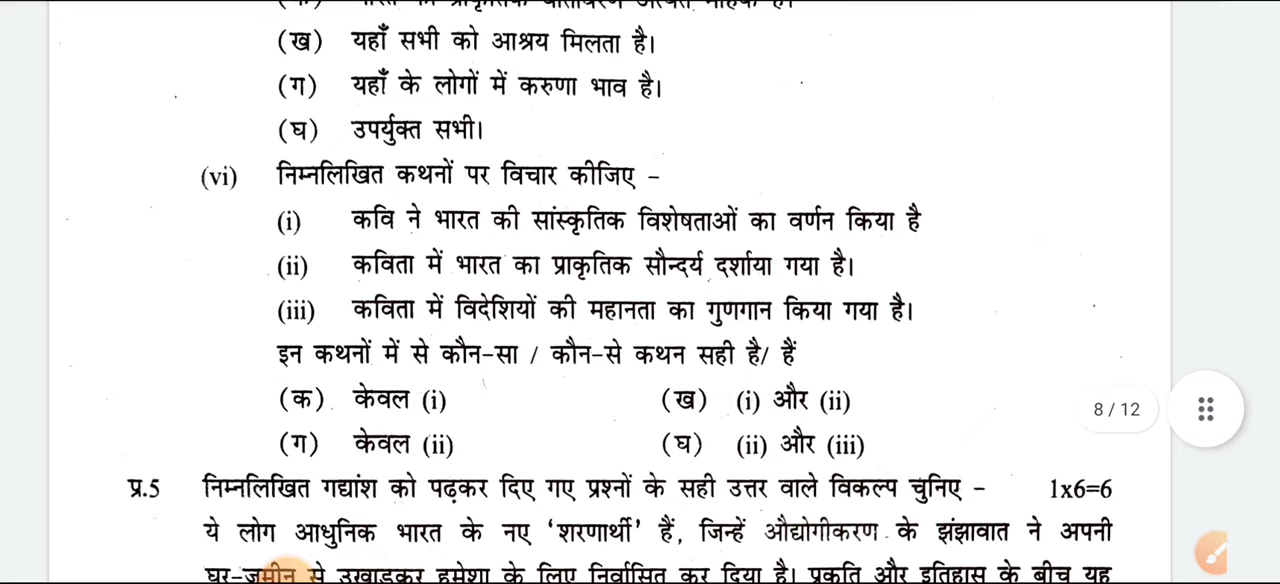 (ख) यहाँ सभी को आश्रय मिलता है।
(ग) यहाँ के लोगों में करुणा भाव है।
(घ) उपर्युक्त सभी।
(vi) निम्नलिखित कथनों पर विचार कीजिए –
(i) कवि ने भारत की सांस्कृतिक विशेषताओं का वर्णन किया है
(ii) कविता में भारत का प्राकृतिक सौन्दर्य दर्शाया गया है।
(iii) कविता में विदेशियों की महानता का गुणगान किया गया है।
इन कथनों में से कौन-सा / कौन-से कथन सही है/ हैं
(क) केवल (i) (ख) (i) और (ii)
8 / 12
(ग) केवल (ii) (घ) (ii) और (iii)
प्र.5 निम्नलिखित गद्यांश को पढ़कर दिए गए प्रश्नों के सही उत्तर वाले विकल्प चुनिए – 1x6=6
ये लोग आधुनिक भारत के नए 'शरणार्थी' हैं, जिन्हें औद्योगीकरण के झंझावात ने अपनी
घर-ज़मीन से उखाड़कर हमेशा के लिए निर्वासित कर दिया है। प्रकृति और इतिहास के बीच यह